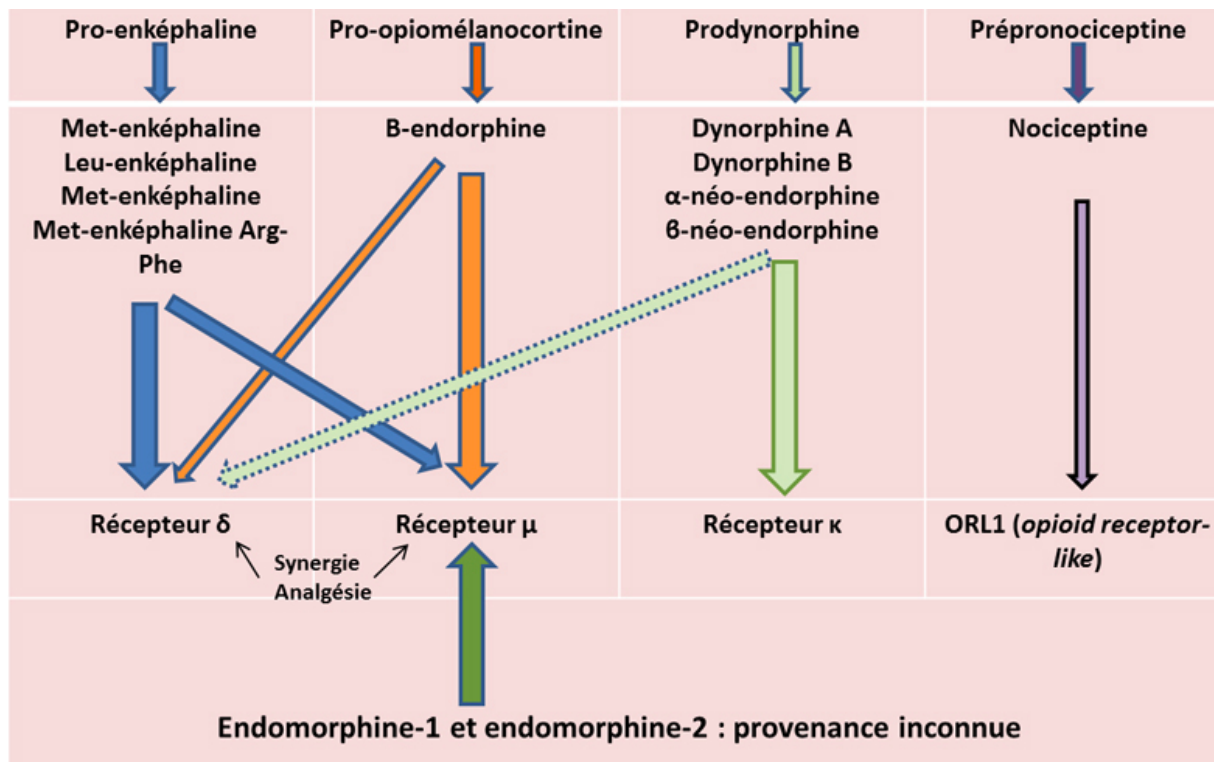 Pro-enképhaline
Pro-opiomélanocortine
Prodynorphine
Prépronociceptine
Met-enképhaline
Leu-enképhaline
Met-enképhaline
Met-enképhaline Arg-
Phe
B-endorphine
Dynorphine A
Dynorphine B
α-néo-endorphine
β-néo-endorphine
Nociceptine
Récepteur δ
Récepteur μ
Récepteur κ
ORL1 (opioid receptor-
like)
Synergie
Analgésie
Endomorphine-1 et endomorphine-2 : provenance inconnue